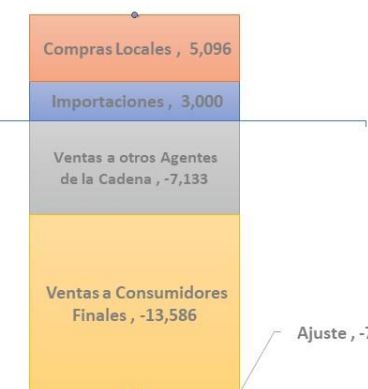 Compras Locales , 5,096
Importaciones , 3,000
Ventas a otros Agentes
de la Cadena , -7,133
Ventas a Consumidores
Finales , -13,586
Ajuste , -7